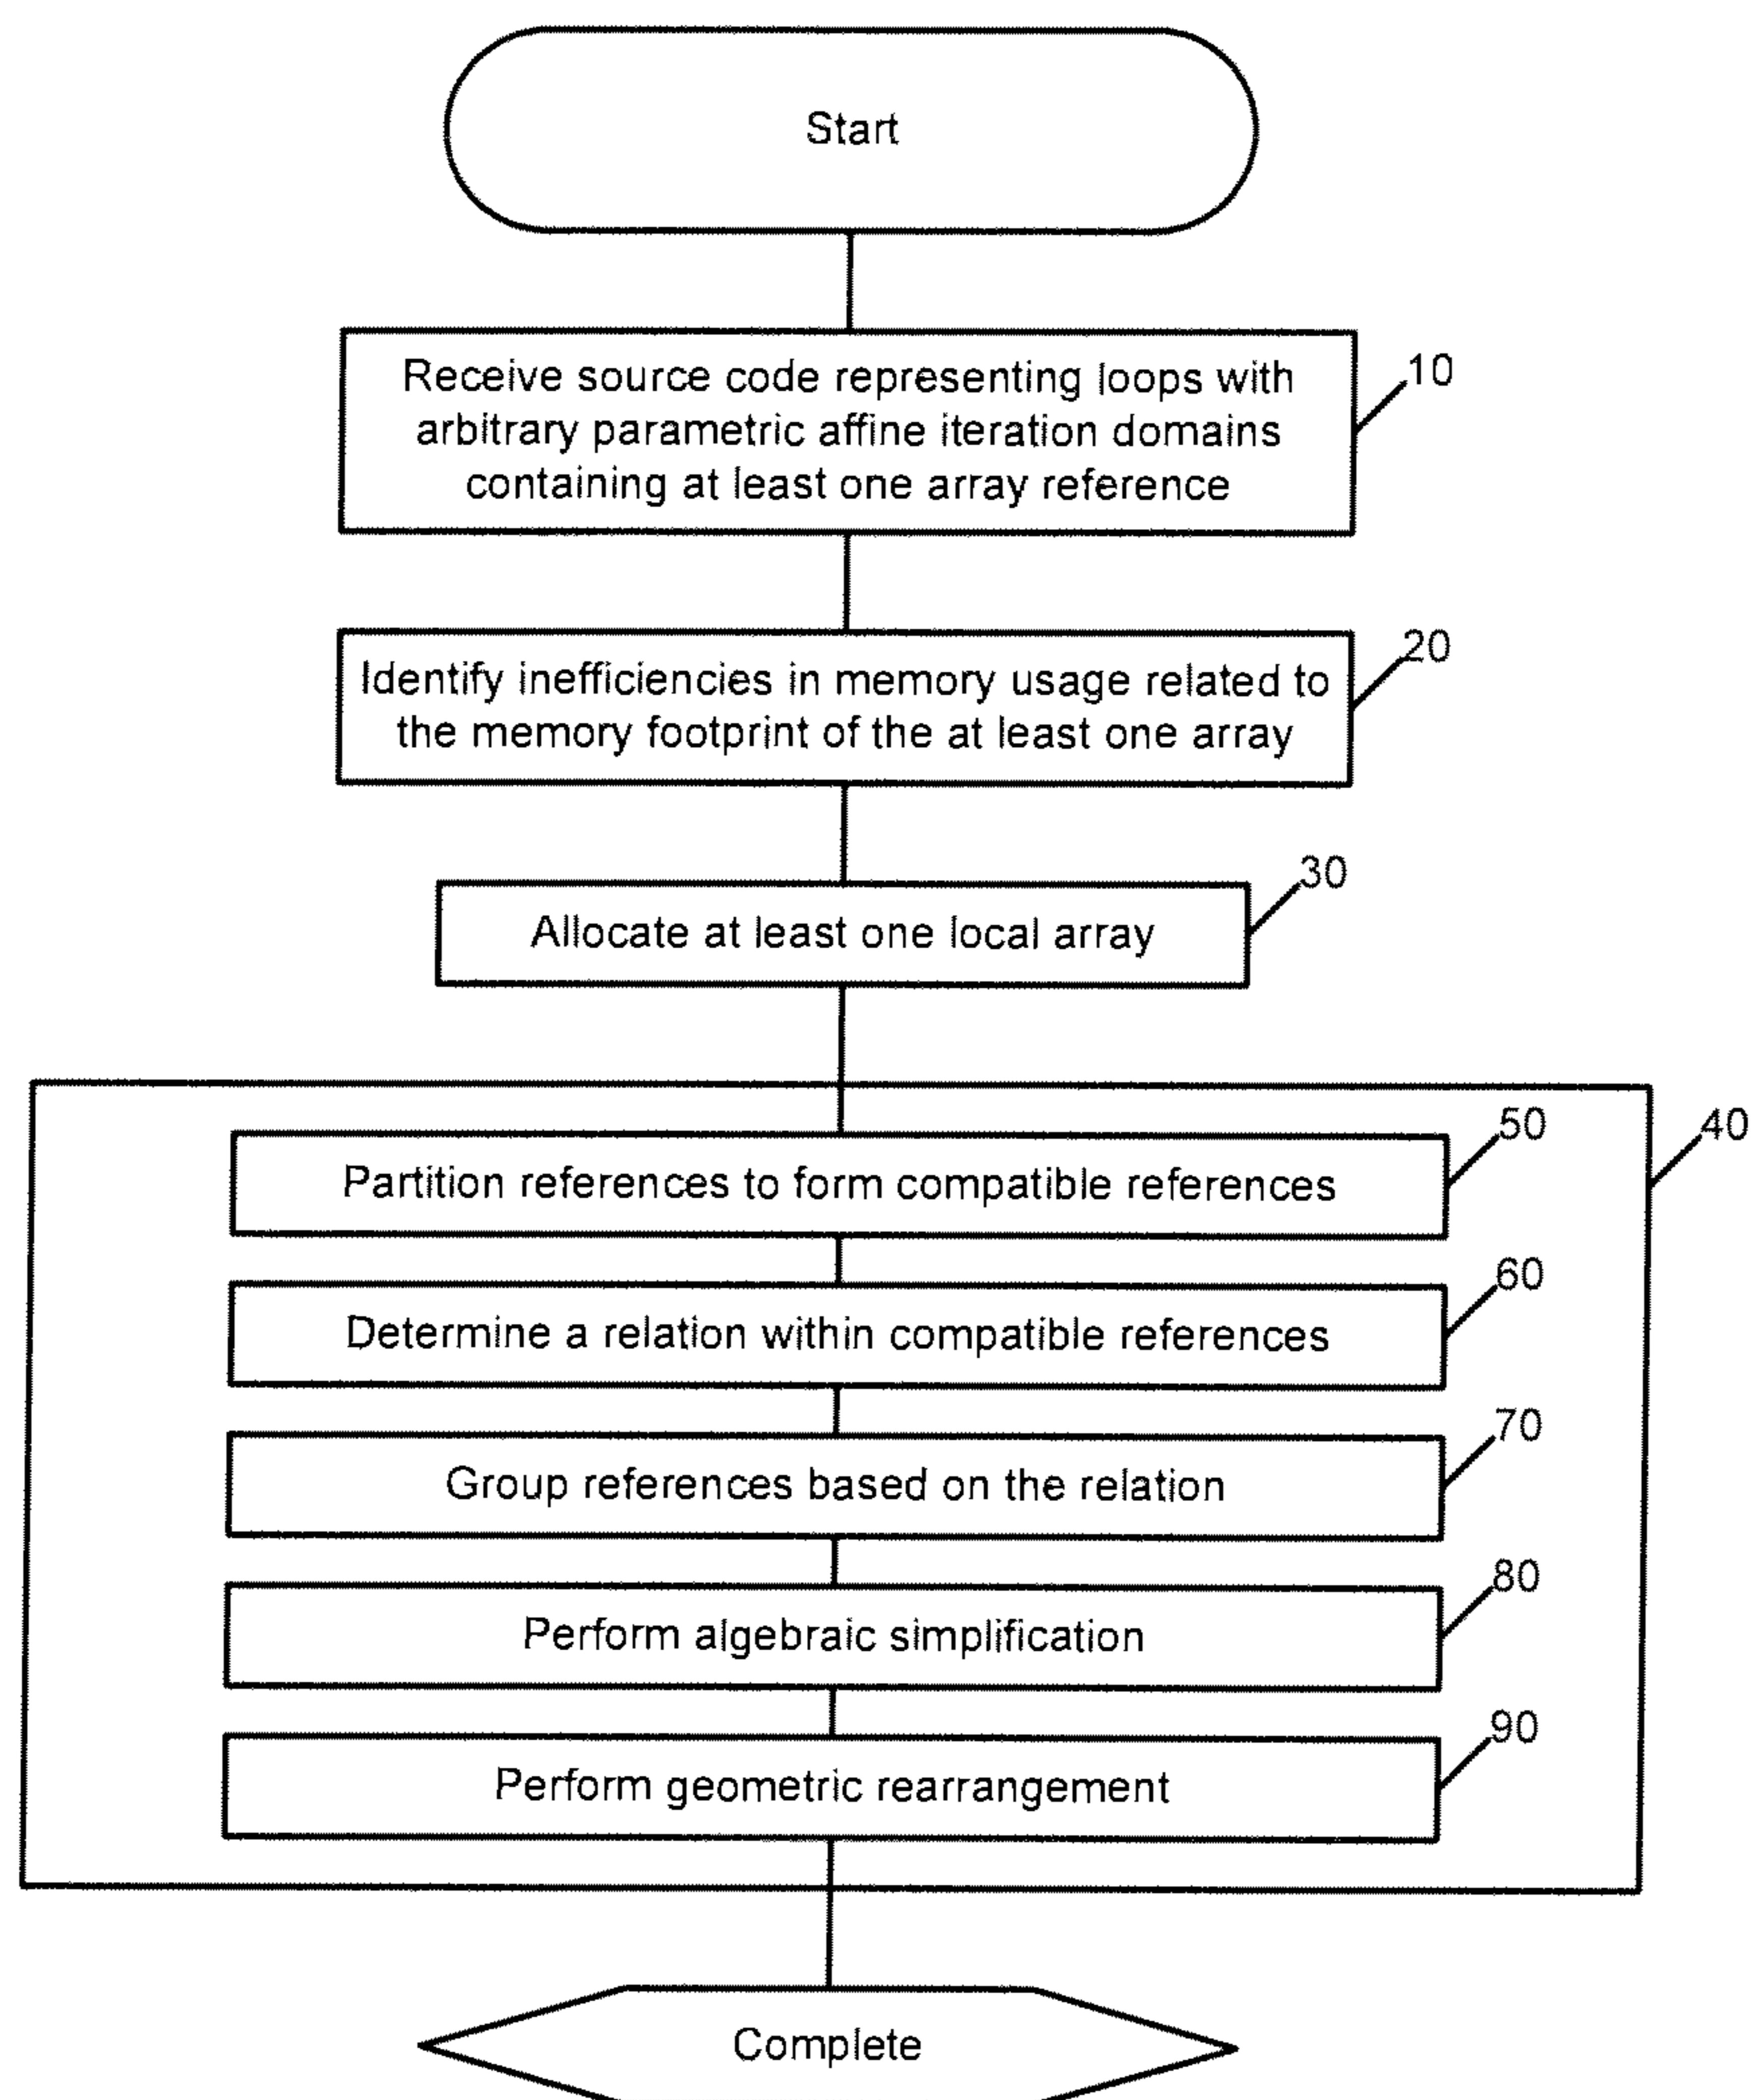 Start
Receive source code representing loops with
arbitrary parametric affine iteration domains
containing at least one array reference
10
Identify inefficiencies in memory usage related to
the memory footprint of the at least one array
20
Allocate at least one local array
30
40
Partition references to form compatible references
50
Determine a relation within compatible references
60
Group references based on the relation
70
Perform algebraic simplification
80
Perform geometric rearrangement
90
Complete